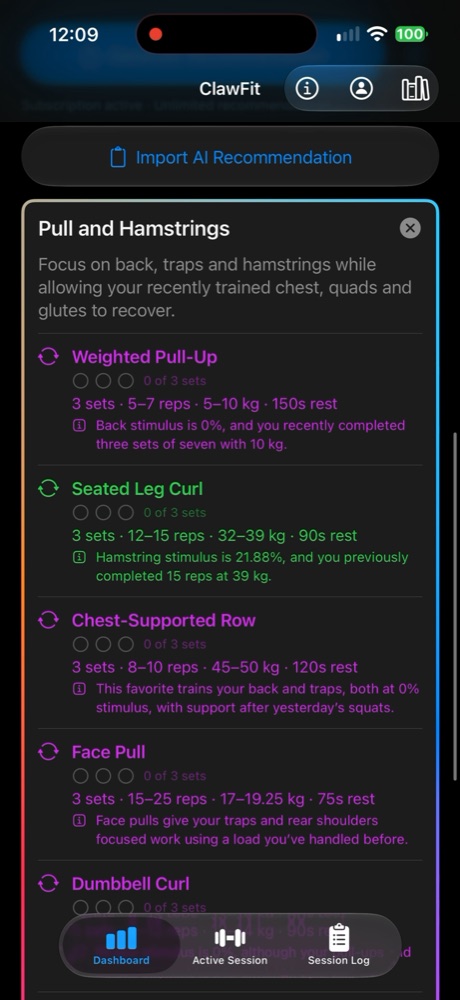 12:09
100
ClawFit
Import AI Recommendation
Pull and Hamstrings
Focus on back, traps and hamstrings while
allowing your recently trained chest, quads and
glutes to recover.
Weighted Pull-Up
0 of 3 sets
3 sets · 5–7 reps · 5–10 kg · 150s rest
Back stimulus is 0%, and you recently completed
three sets of seven with 10 kg.
Seated Leg Curl
0 of 3 sets
3 sets · 12–15 reps · 32–39 kg · 90s rest
Hamstring stimulus is 21.88%, and you previously
completed 15 reps at 39 kg.
Chest-Supported Row
0 of 3 sets
3 sets · 8–10 reps · 45–50 kg · 120s rest
This favorite trains your back and traps, both at 0%
stimulus, with support after yesterday’s squats.
Face Pull
0 of 3 sets
3 sets · 15–25 reps · 17–19.25 kg · 75s rest
Face pulls give your traps and rear shoulders
focused work using a load you’ve handled before.
Dumbbell Curl
0 of 3 sets
Dashboard
Active Session
Session Log